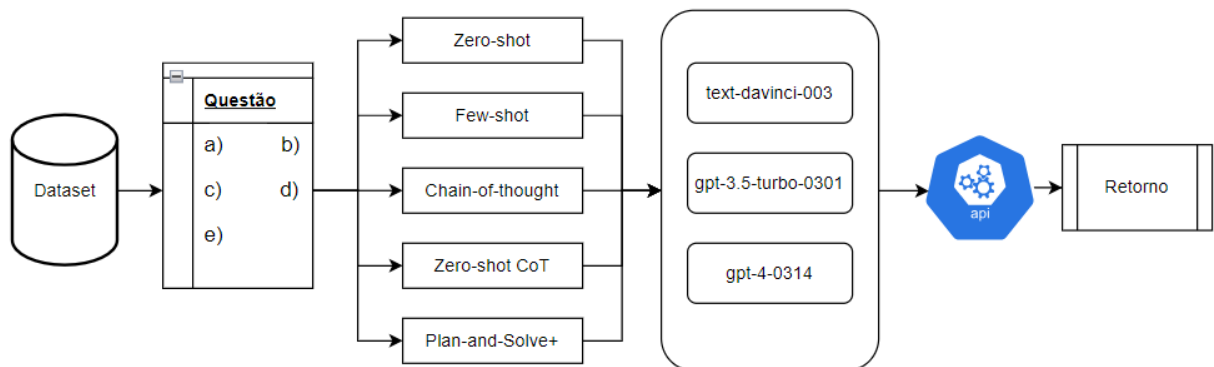 Dataset
Questão
a) b)
c) d)
e)
Zero-shot
Few-shot
Chain-of-thought
Zero-shot CoT
Plan-and-Solve+
text-davinci-003
gpt-3.5-turbo-0301
gpt-4-0314
api
Retorno